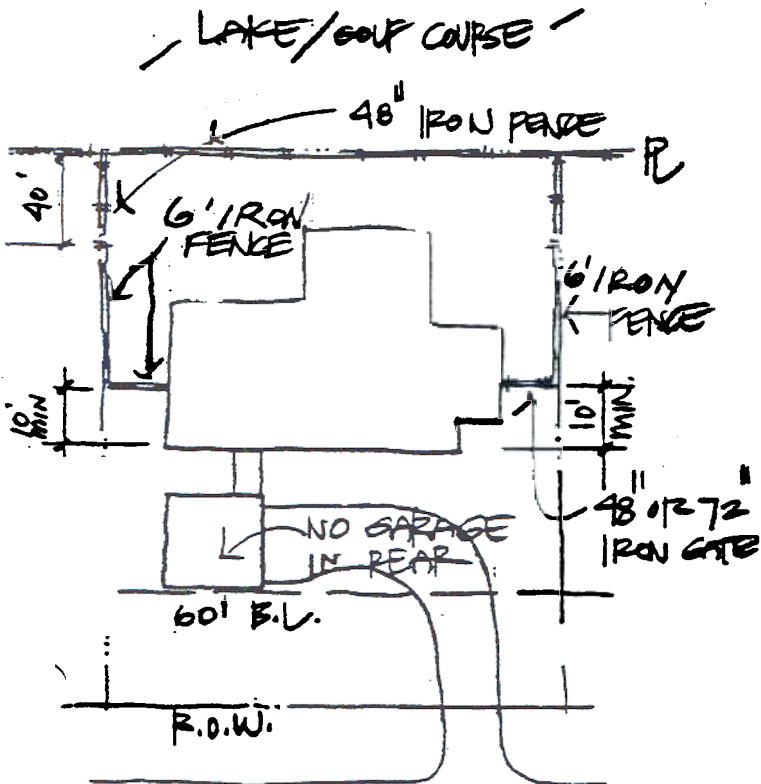 LAKE/GOLF COURSE
48" IRON FENCE
PL
40'
6' IRON
FENCE
6' IRON
FENCE
10'
MIN
10'
MIN.
48" OR 72"
IRON GATE
NO GARAGE
IN REAR
60' B.L.
R.O.W.